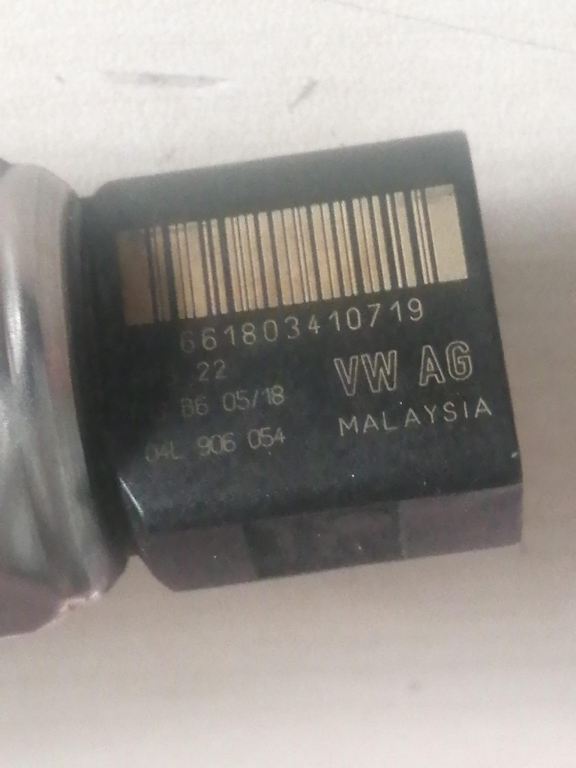 661803410719
22
VW AG
B6 05/18
MALAYSIA
04L 906 054